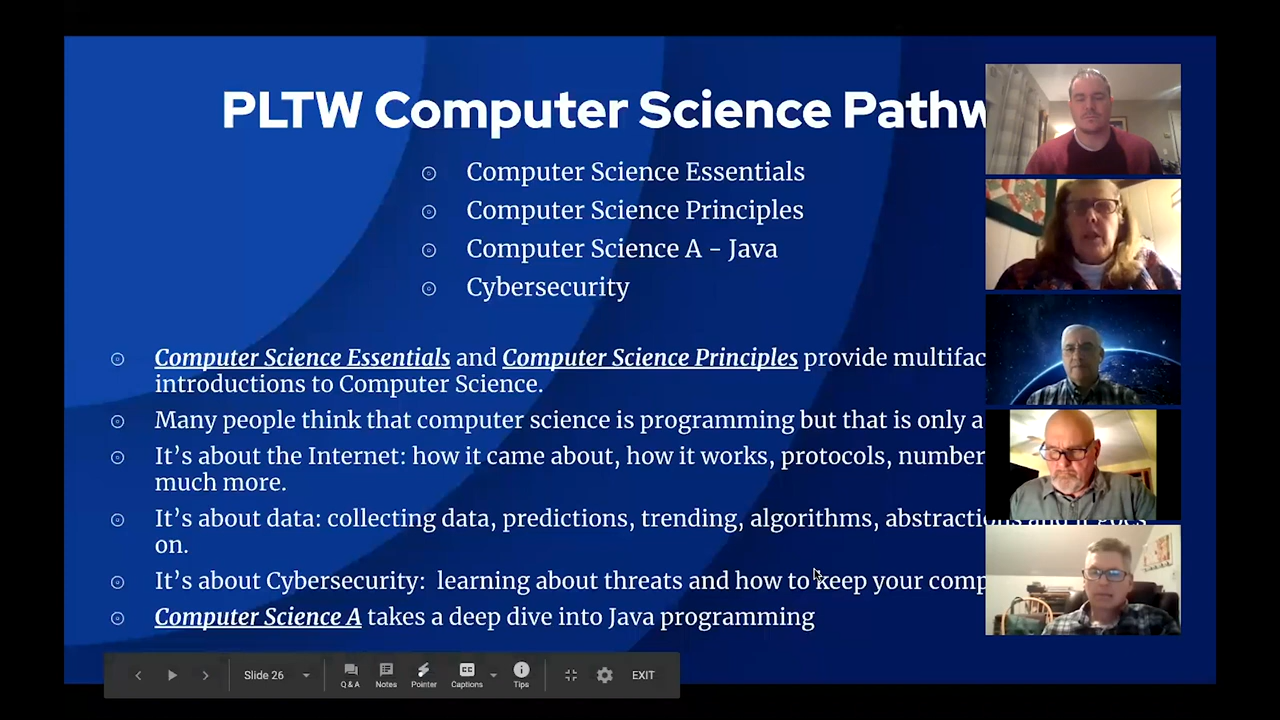 PLTW Computer Science Pathw
Computer Science Essentials
Computer Science Principles
Computer Science A - Java
Cybersecurity
Computer Science Essentials and Computer Science Principles provide multifac
introductions to Computer Science.
Many people think that computer science is programming but that is only a
It's about the Internet: how it came about, how it works, protocols, number
much more.
It's about data: collecting data, predictions, trending, algorithms, abstractions and it goes
on.
It's about Cybersecurity: learning about threats and how to keep your comp
Computer Science A takes a deep dive into Java programming
Slide 26 Q & A Notes Pointer CC Captions Tips EXIT